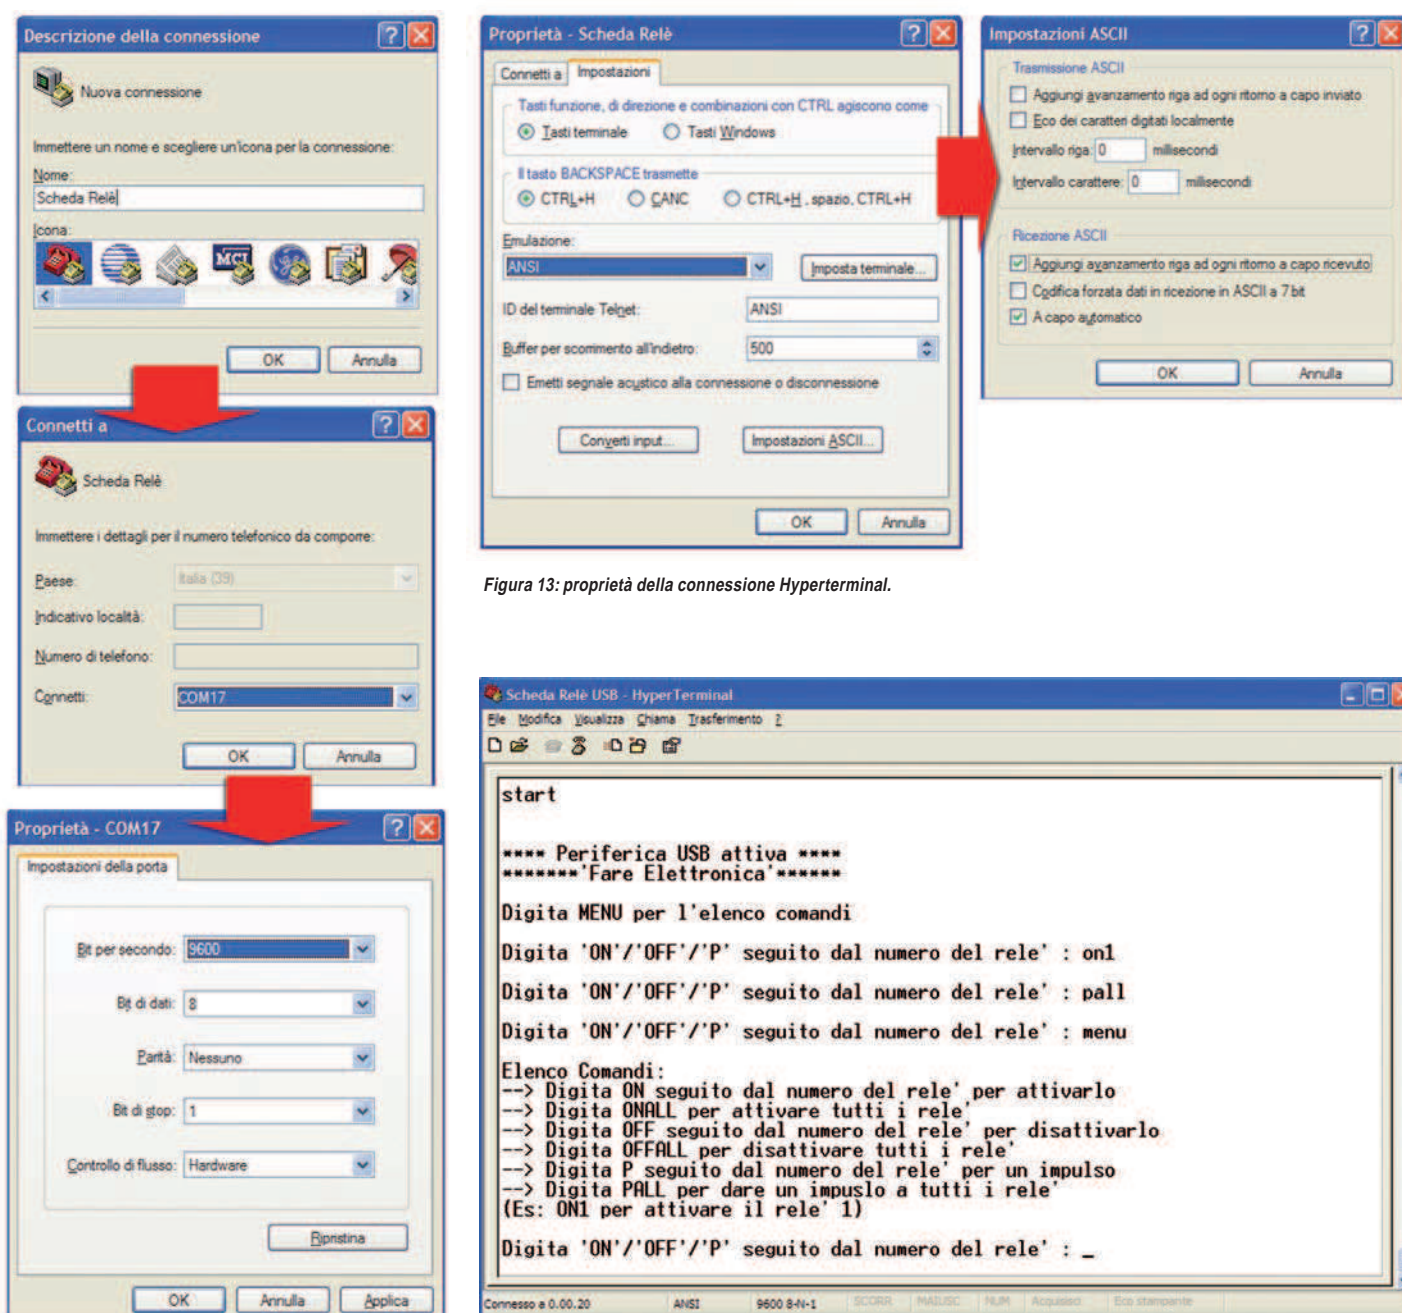 Descrizione della connessione
Nuova connessione
Immettere un nome e scegliere un'icona per la connessione:
Nome:
Scheda Relè
Icona:
MCI
OK
Annulla
Connetti a
Scheda Relè
Immettere i dettagli per il numero telefonico da comporre:
Paese:
Italia (39)
Indicativo località:
Numero di telefono:
Connetti:
COM17
OK
Annulla
Proprietà - COM17
Impostazioni della porta
Bit per secondo: 9600
Bit di dati: 8
Parità: Nessuno
Bit di stop: 1
Controllo di flusso: Hardware
Ripristina
OK
Annulla
Applica
Proprietà - Scheda Relè
Connetti a
Impostazioni
Tasti funzione, di direzione e combinazioni con CTRL agiscono come
Tasti terminale
Tasti Windows
Il tasto BACKSPACE trasmette
CTRL+H
CANC
CTRL+H , spazio, CTRL+H
Emulazione:
ANSI
Imposta terminale...
ID del terminale Telnet:
ANSI
Buffer per scorrimento all'indietro:
500
Emetti segnale acustico alla connessione o disconnessione
Converti input...
Impostazioni ASCII...
OK
Annulla
Impostazioni ASCII
Trasmissione ASCII
Aggiungi avanzamento riga ad ogni ritorno a capo inviato
Eco dei caratteri digitati localmente
Intervallo riga: 0 millisecondi
Intervallo carattere: 0 millisecondi
Ricezione ASCII
Aggiungi avanzamento riga ad ogni ritorno a capo ricevuto
Codifica forzata dati in ricezione in ASCII a 7 bit
A capo automatico
OK
Annulla
Figura 13: proprietà della connessione Hyperterminal.
Scheda Relè USB - HyperTerminal
File Modifica Visualizza Chiama Trasferimento ?
start
**** Periferica USB attiva ****
*******'Fare Elettronica'******
Digita MENU per l'elenco comandi
Digita 'ON'/'OFF'/'P' seguito dal numero del rele' : on1
Digita 'ON'/'OFF'/'P' seguito dal numero del rele' : pall
Digita 'ON'/'OFF'/'P' seguito dal numero del rele' : menu
Elenco Comandi:
--> Digita ON seguito dal numero del rele' per attivarlo
--> Digita ONALL per attivare tutti i rele'
--> Digita OFF seguito dal numero del rele' per disattivarlo
--> Digita OFFALL per disattivare tutti i rele'
--> Digita P seguito dal numero del rele' per un impulso
--> Digita PALL per dare un impuslo a tutti i rele'
(Es: ON1 per attivare il rele' 1)
Digita 'ON'/'OFF'/'P' seguito dal numero del rele' : _
Connesso a 0.00.20
ANSI
9600 8-N-1
SCORR
MAIUSC
NUM
Acquisisci
Eco stampante